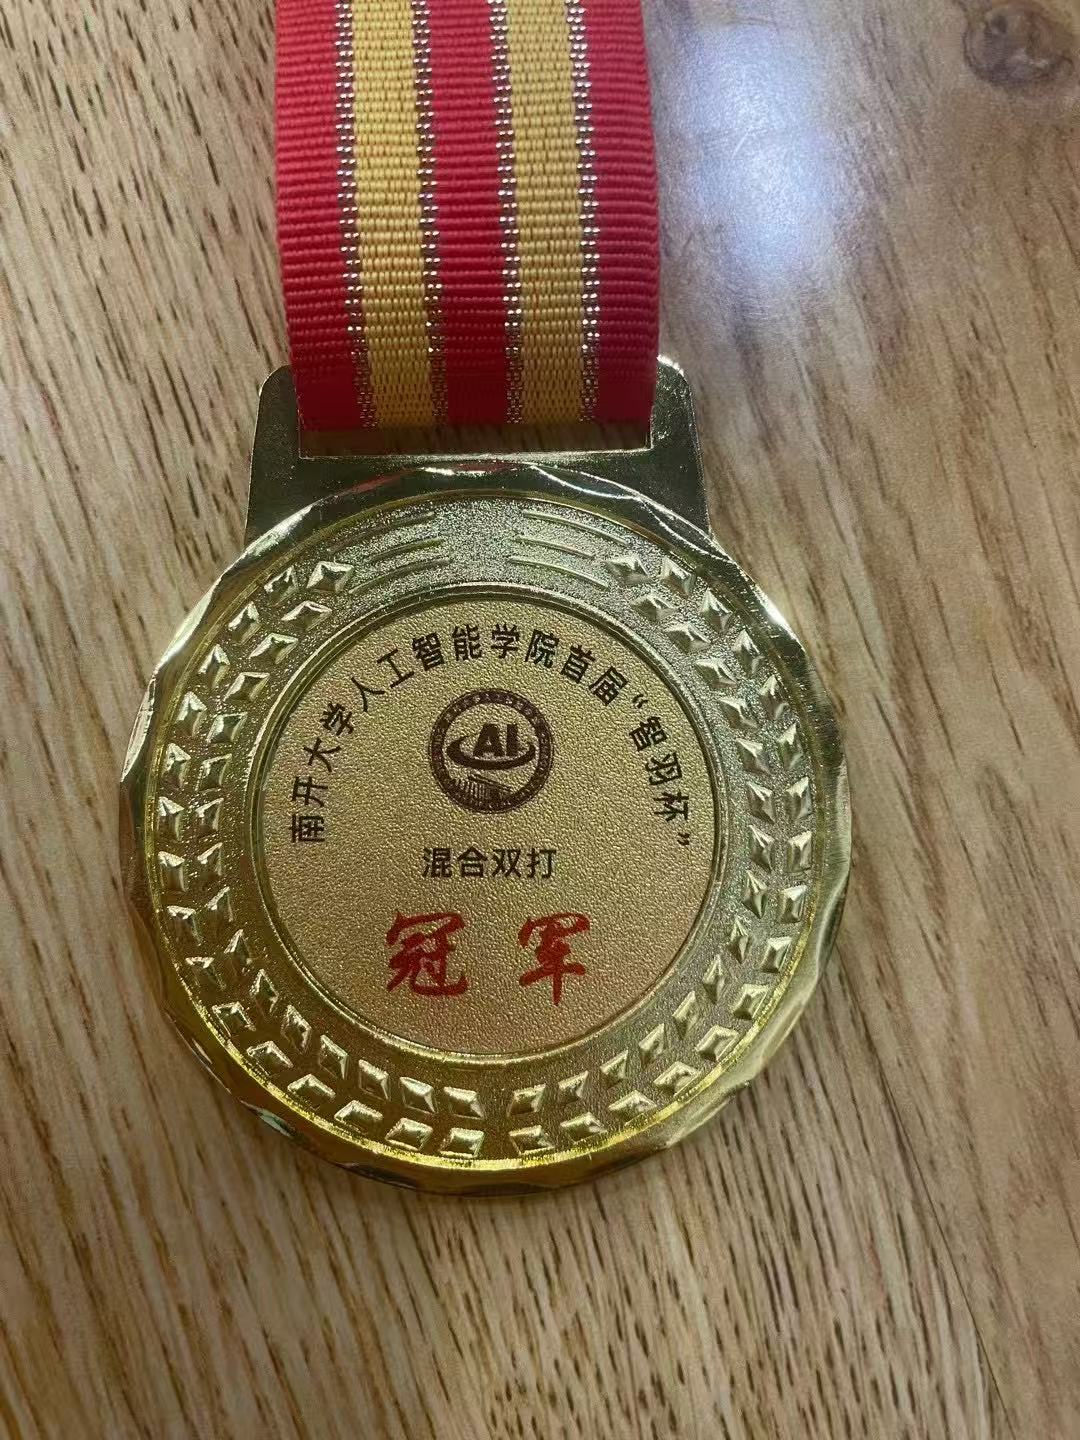 南开大学人工智能学院首届“智羽杯”
AI
混合双打
冠军